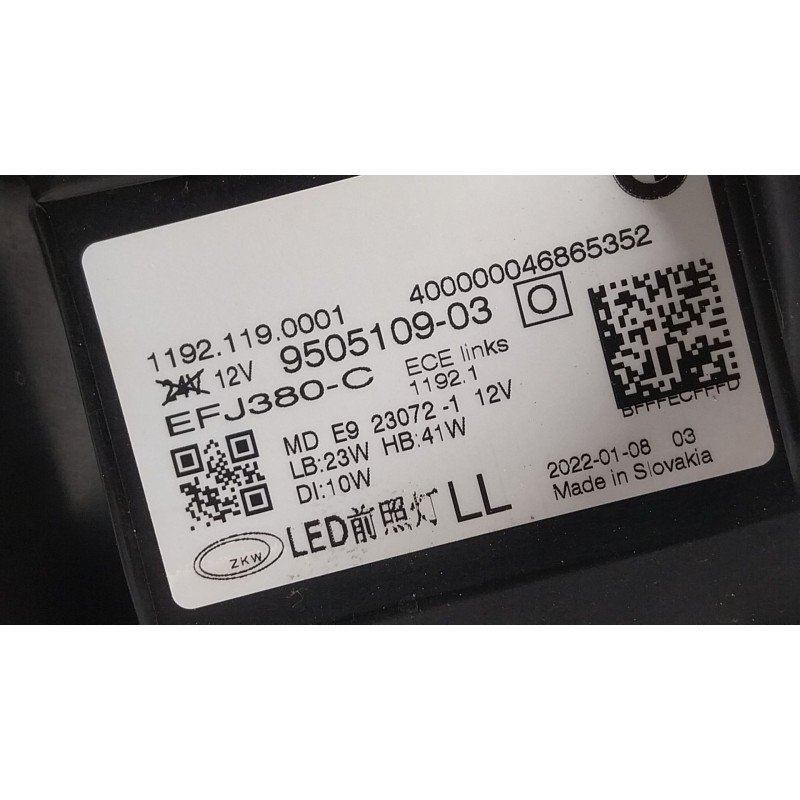 1192.119.0001 400000046865352
24V 12V 9505109-03
EFJ380-C ECE links
1192.1
MD E9 23072 -1 12V
LB:23W HB:41W
DI:10W
LED前照灯 LL
ZKW
BFFFECFFFD
2022-01-08 03
Made in Slovakia